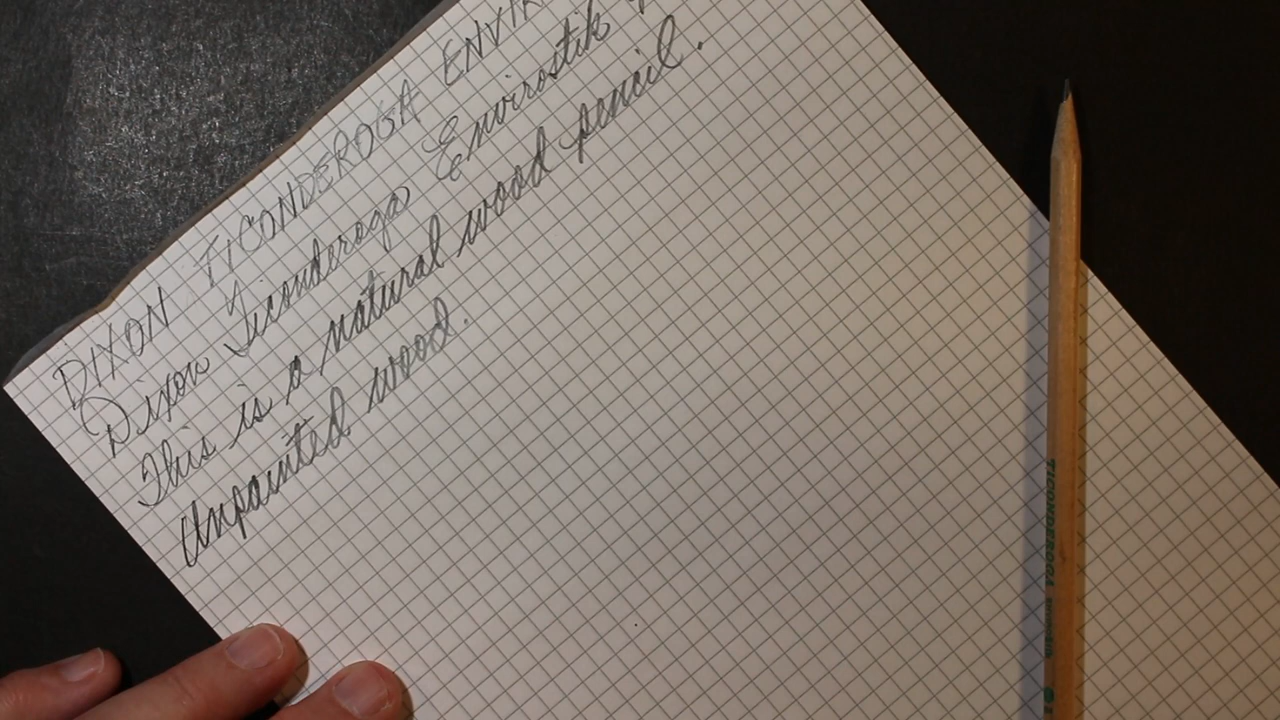 DIXON TICONDEROGA ENVIR
Dixon Ticonderoga Envirostik
This is a natural wood pencil.
Unpainted wood.
TICONDEROGA